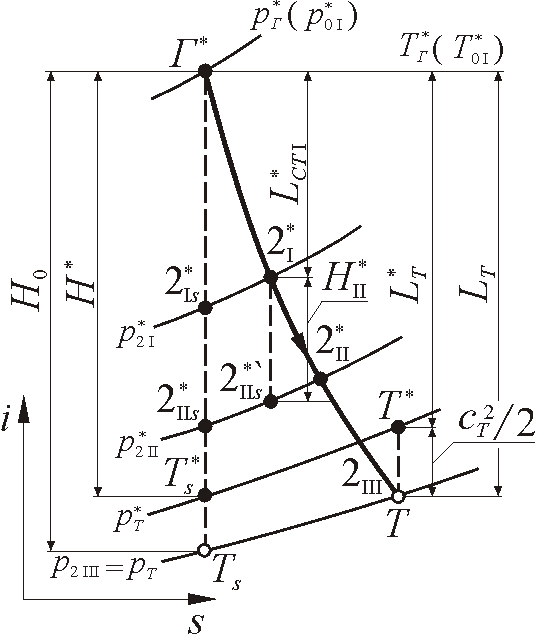 p*Г(p*0I)
T*Г(T*0I)
Г*
L*CTI
2*I
H*II
2*Is
p*2I
H0
H*
L*T
LT
2*II
2*`IIs
2*IIs
T*
c²T/2
i
p*2II
T*s
2III
p*T
T
p2III=pT
Ts
s